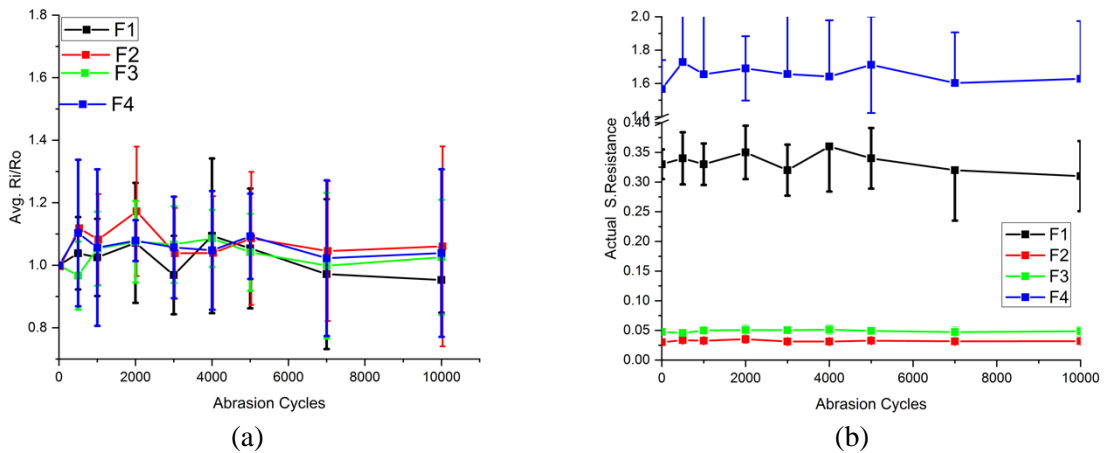 1.8
1.6
1.4
1.2
1.0
0.8
Avg. Ri/Ro
F1
F2
F3
F4
0 2000 4000 6000 8000 10000
Abrasion Cycles
(a)
2.0
1.8
1.6
1.4
0.40
0.35
0.30
0.25
0.20
0.15
0.10
0.05
0.00
Actual S.Resistance
F1
F2
F3
F4
0 2000 4000 6000 8000 10000
Abrasion Cycles
(b)